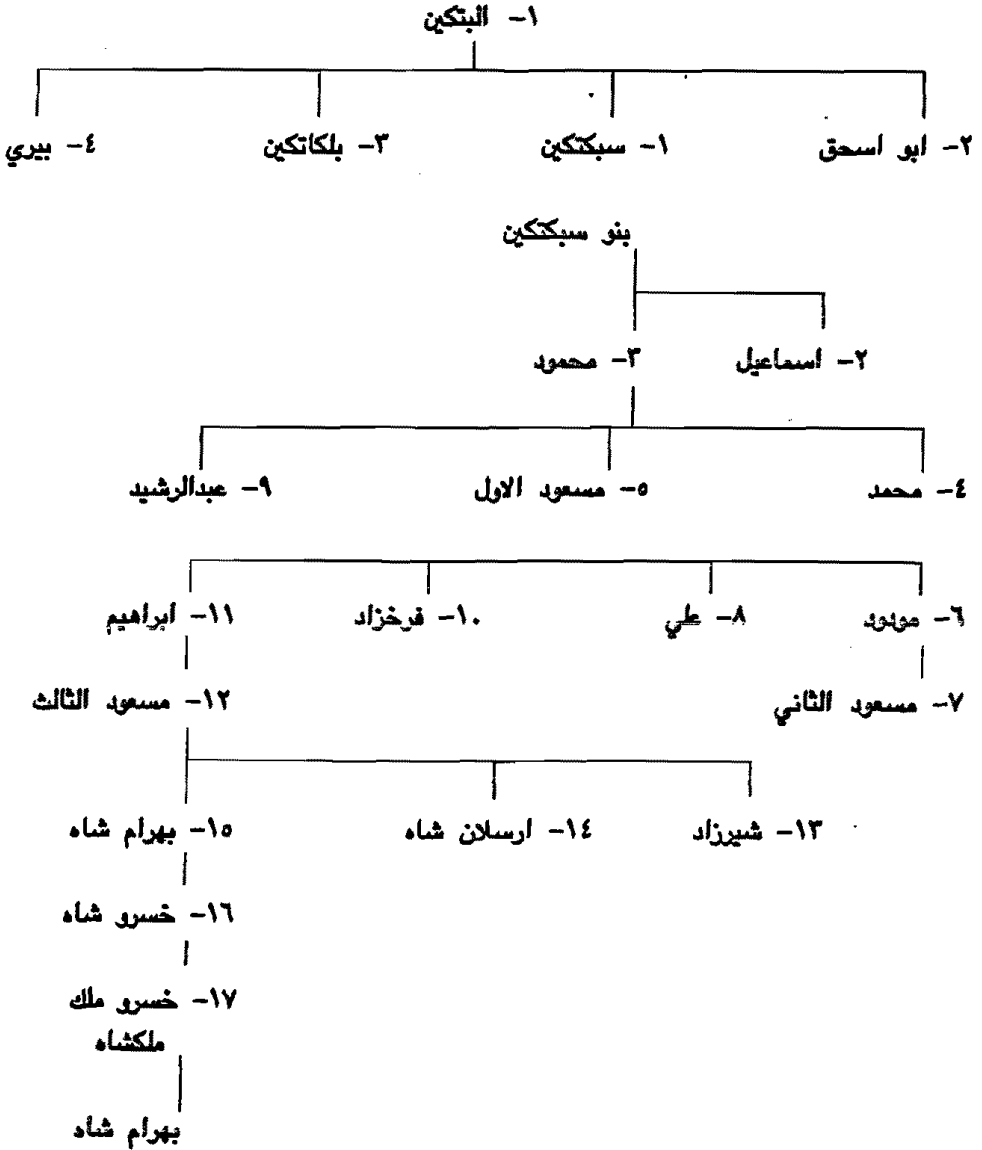 ١- البتكين
٢- ابو اسحق ١- سبكتكين ٣- بلكاتكين ٤- بيري
بنو سبكتكين
٢- اسماعيل ٣- محمود
٤- محمد ٥- مسعود الاول ٩- عبدالرشيد
٦- مودود ٨- علي ١٠- فرخزاد ١١- ابراهيم
٧- مسعود الثاني ١٢- مسعود الثالث
١٣- شيرزاد ١٤- ارسلان شاه ١٥- بهرام شاه
١٦- خسرو شاه
١٧- خسرو ملك
ملكشاه
بهرام شاه